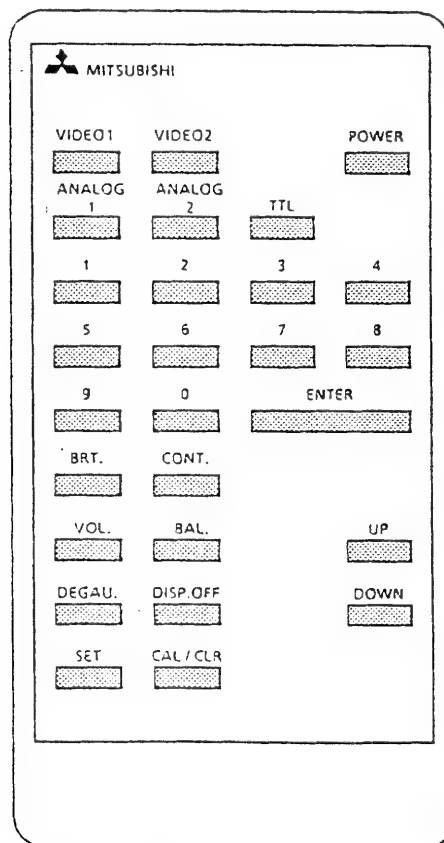 MITSUBISHI
VIDEO1 VIDEO2 POWER
ANALOG ANALOG
1 2 TTL
1 2 3 4
5 6 7 8
9 0 ENTER
BRT. CONT.
VOL. BAL. UP
DEGAU. DISP.OFF DOWN
SET CAL / CLR